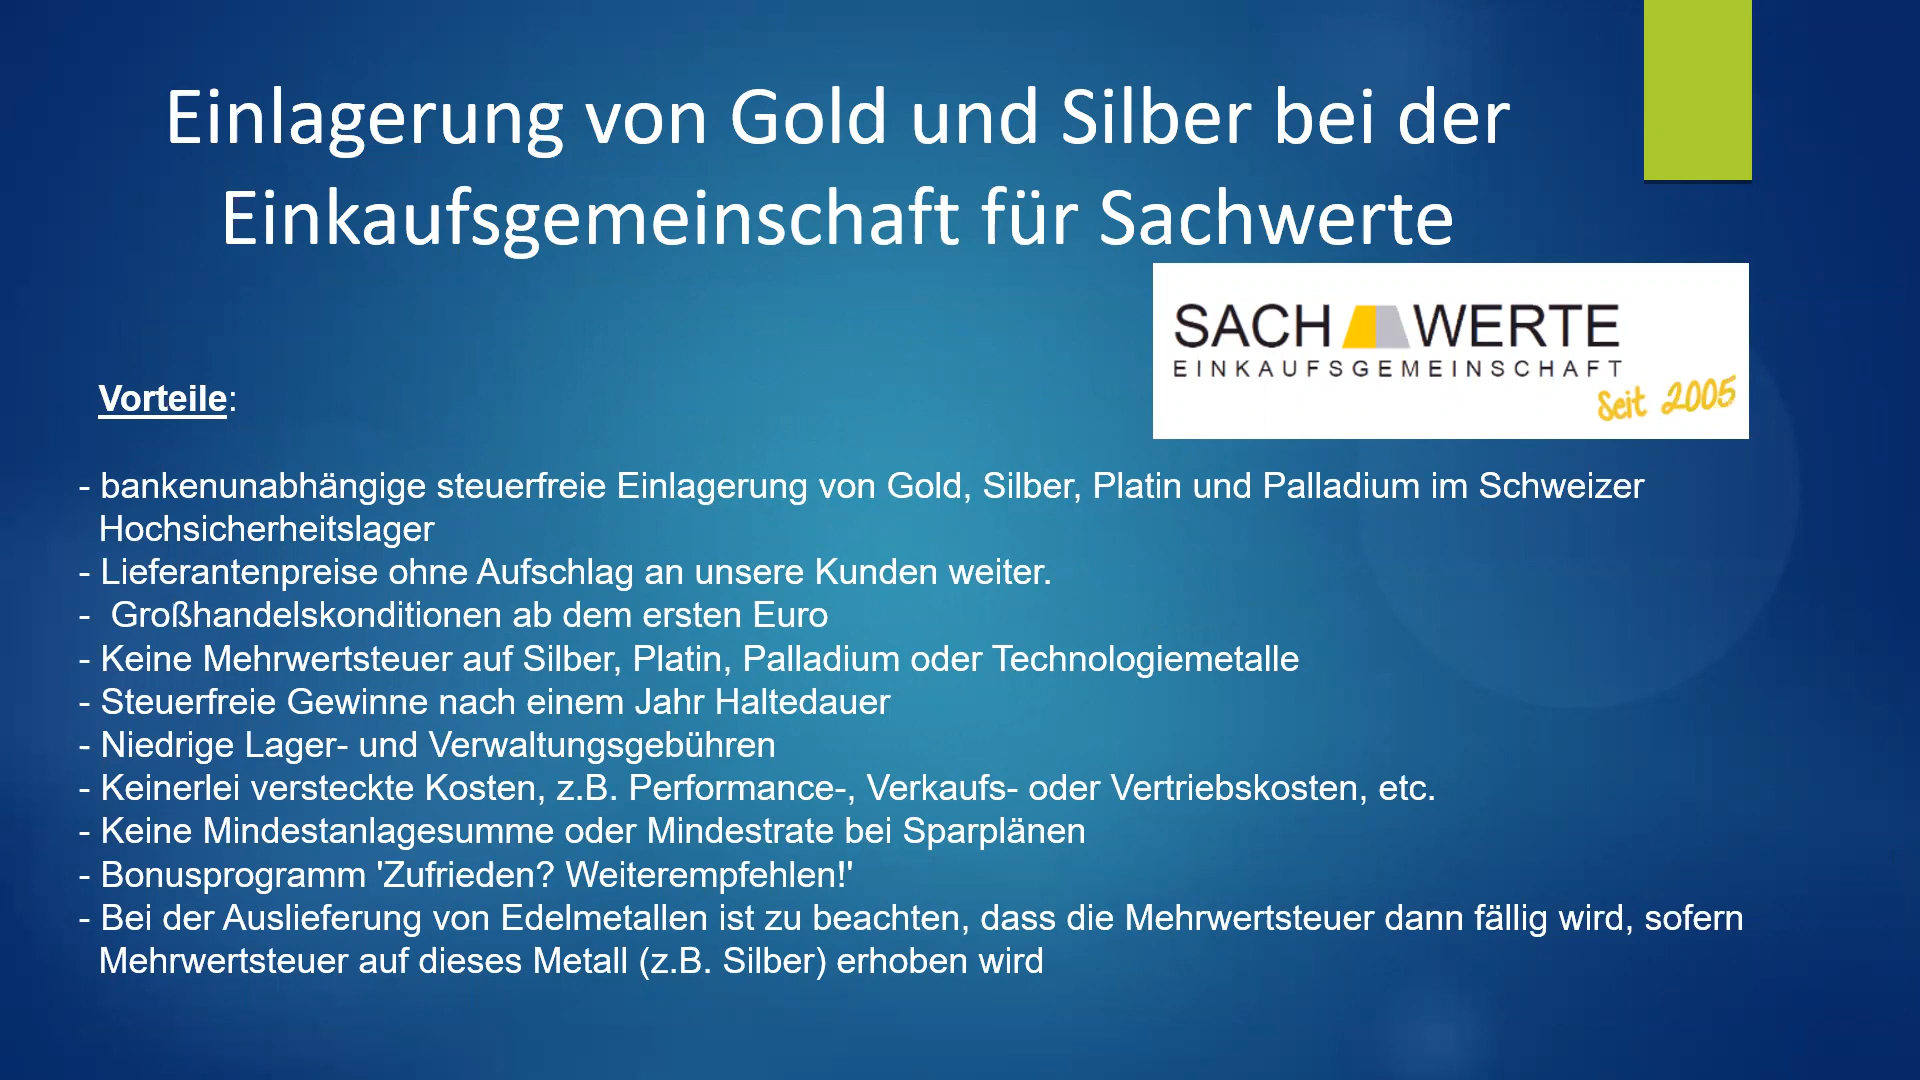 Einlagerung von Gold und Silber bei der
Einkaufsgemeinschaft für Sachwerte
SACH WERTE
EINKAUFSGEMEINSCHAFT
Seit 2005
Vorteile:
- bankenunabhängige steuerfreie Einlagerung von Gold, Silber, Platin und Palladium im Schweizer
Hochsicherheitslager
- Lieferantenpreise ohne Aufschlag an unsere Kunden weiter.
-  Großhandelskonditionen ab dem ersten Euro
- Keine Mehrwertsteuer auf Silber, Platin, Palladium oder Technologiemetalle
- Steuerfreie Gewinne nach einem Jahr Haltedauer
- Niedrige Lager- und Verwaltungsgebühren
- Keinerlei versteckte Kosten, z.B. Performance-, Verkaufs- oder Vertriebskosten, etc.
- Keine Mindestanlagesumme oder Mindestrate bei Sparplänen
- Bonusprogramm 'Zufrieden? Weiterempfehlen!'
- Bei der Auslieferung von Edelmetallen ist zu beachten, dass die Mehrwertsteuer dann fällig wird, sofern
Mehrwertsteuer auf dieses Metall (z.B. Silber) erhoben wird